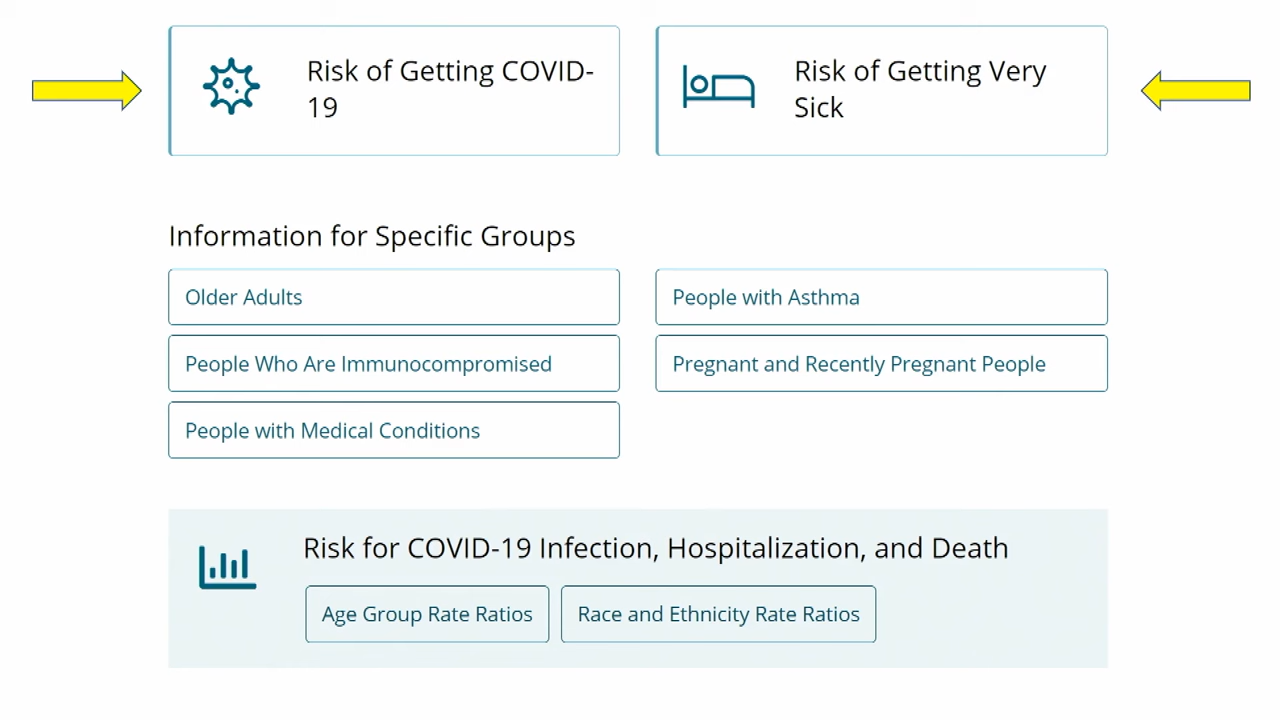 Risk of Getting COVID-
19
Risk of Getting Very
Sick
Information for Specific Groups
Older Adults
People with Asthma
People Who Are Immunocompromised
Pregnant and Recently Pregnant People
People with Medical Conditions
Risk for COVID-19 Infection, Hospitalization, and Death
Age Group Rate Ratios
Race and Ethnicity Rate Ratios